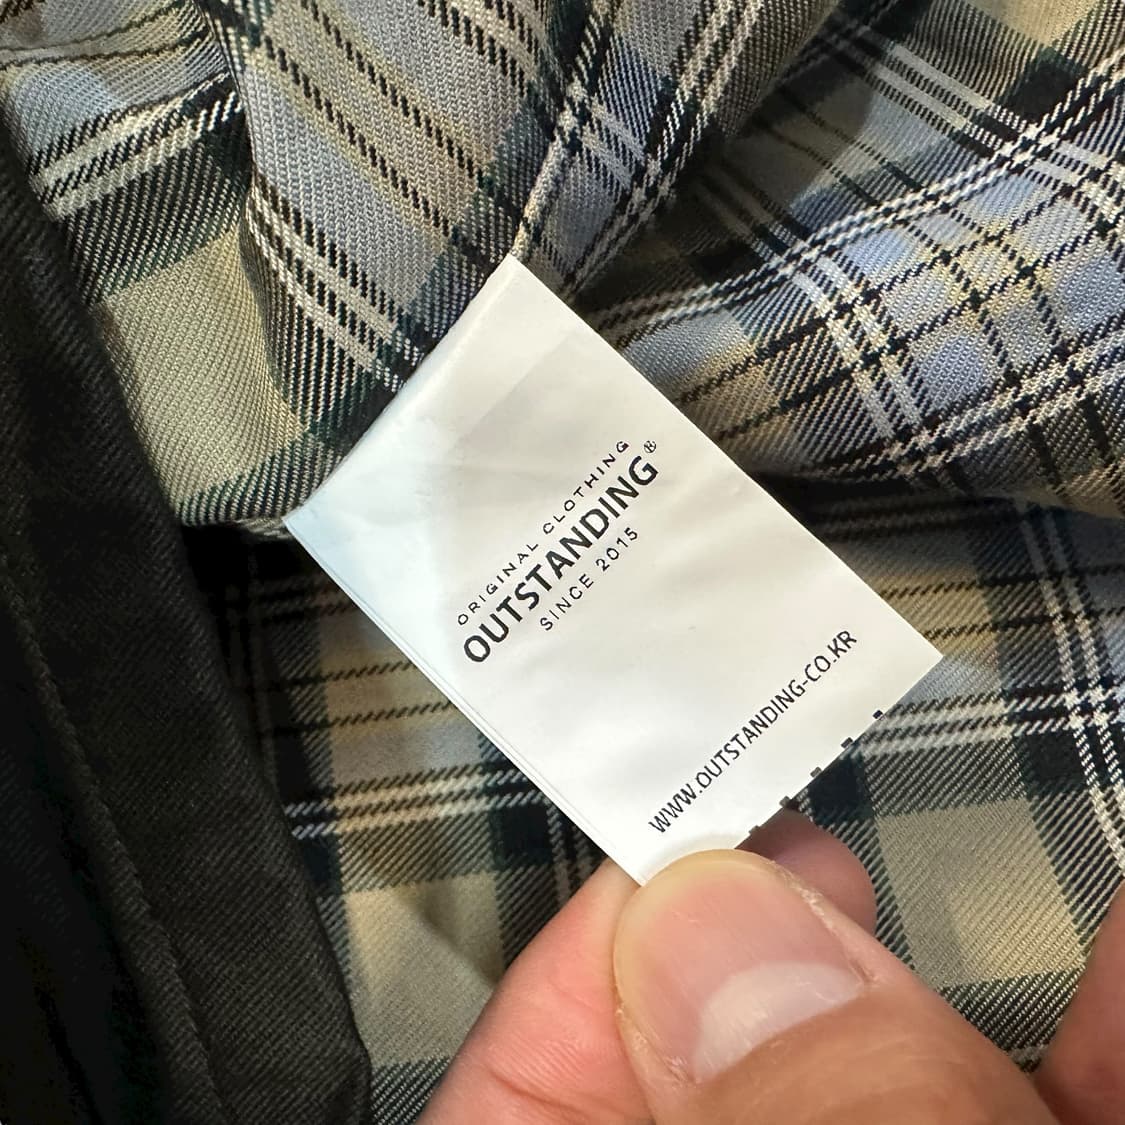 ORIGINAL CLOTHING
OUTSTANDING®
SINCE 2015
WWW.OUTSTANDING-CO.KR